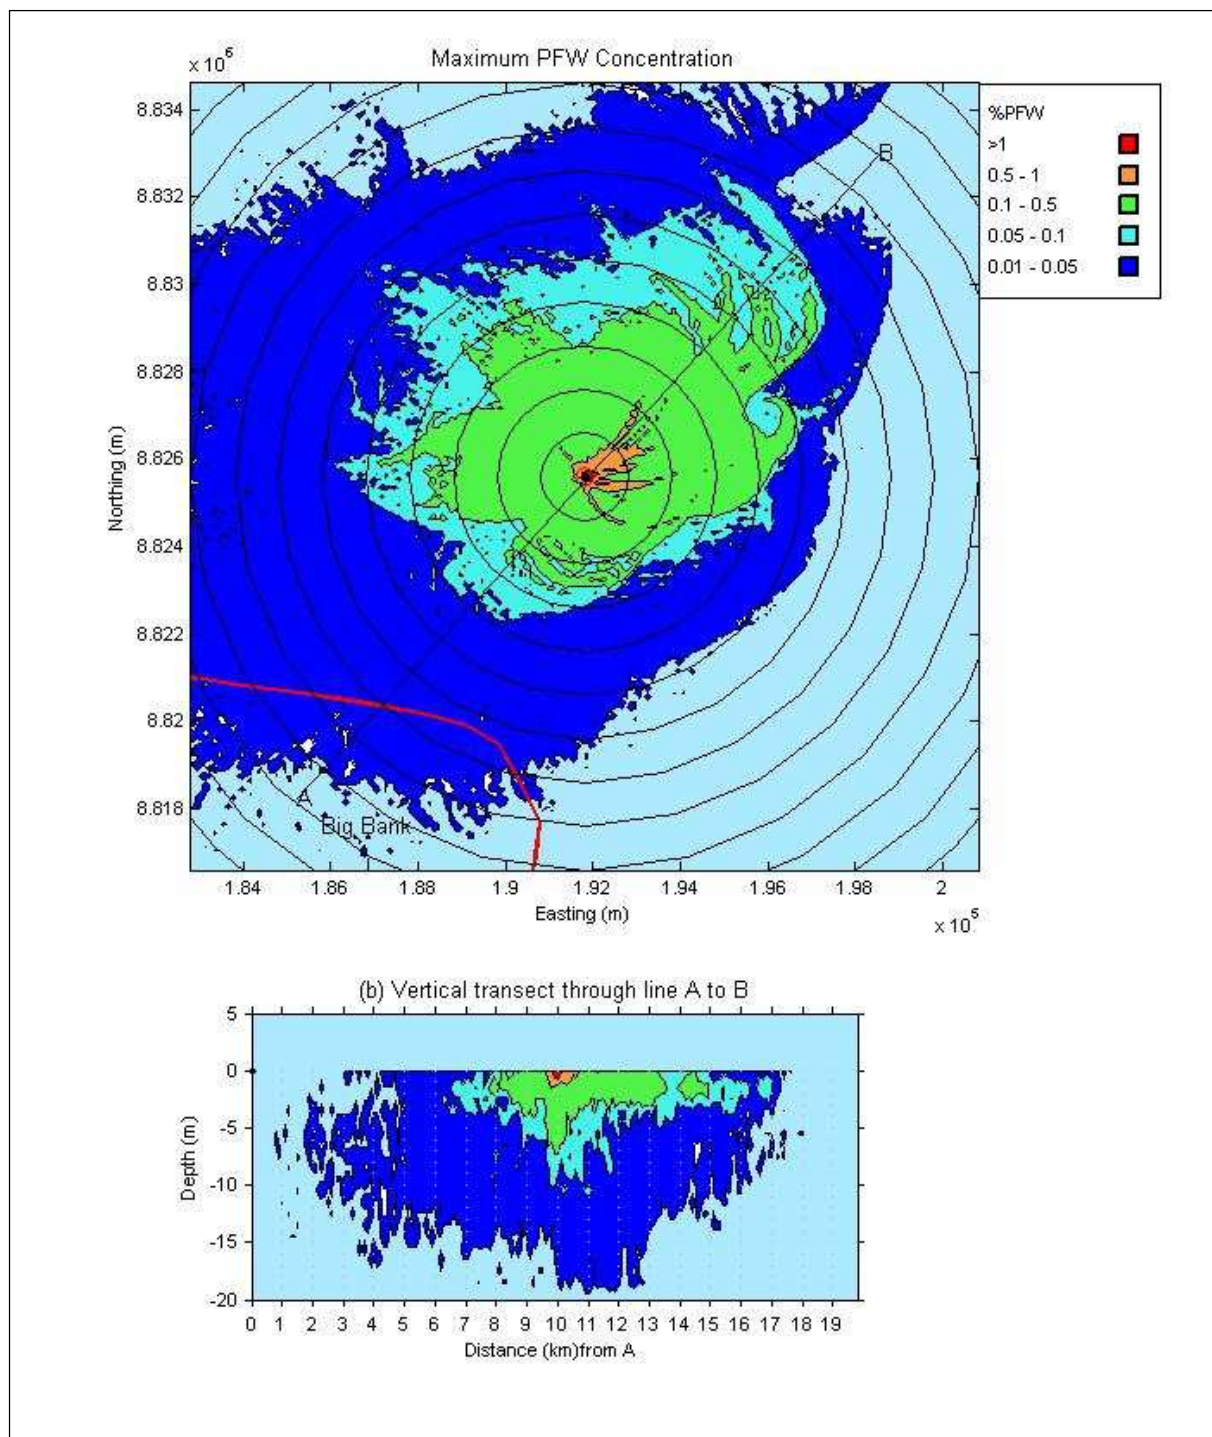 Maximum PFW Concentration
x 10^6
8.834
8.832
8.83
8.828
8.826
8.824
8.822
8.82
8.818
Northing (m)
1.84 1.86 1.88 1.9 1.92 1.94 1.96 1.98 2
Easting (m)
x 10^5
A
B
Big Bank
%PFW
>1
0.5 - 1
0.1 - 0.5
0.05 - 0.1
0.01 - 0.05
(b) Vertical transect through line A to B
5
0
-5
-10
-15
-20
Depth (m)
0 1 2 3 4 5 6 7 8 9 10 11 12 13 14 15 16 17 18 19
Distance (km)from A